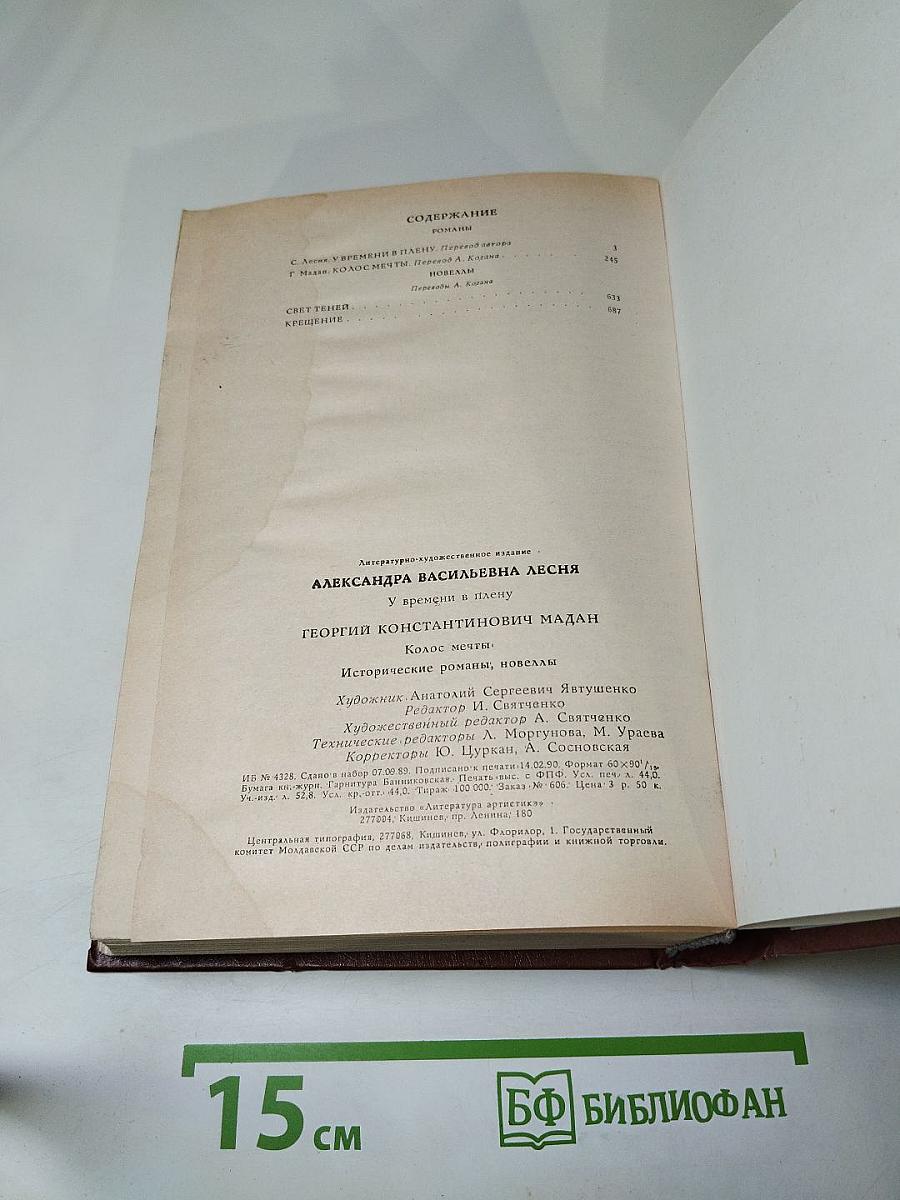 СОДЕРЖАНИЕ
РОМАНЫ
С. Лесня. У ВРЕМЕНИ В ПЛЕНУ. Перевод автора 3
Г. Мадан. КОЛОС МЕЧТЫ. Перевод А. Когана . . . . . . . 245
НОВЕЛЛЫ
Переводы А. Когана
СВЕТ ТЕНЕЙ . . . . . . . . . . . . . . 633
КРЕЩЕНИЕ . . . . . . . . . . . . . . 687
Литературно-художественное издание
АЛЕКСАНДРА ВАСИЛЬЕВНА ЛЕСНЯ
У времени в плену
ГЕОРГИЙ КОНСТАНТИНОВИЧ МАДАН
Колос мечты
Исторические романы, новеллы
Художник Анатолий Сергеевич Явтушенко
Редактор И. Святченко
Художественный редактор А. Святченко
Технические редакторы Л. Моргунова, М. Ураева
Корректоры Ю. Цуркан, А. Сосновская
ИБ № 4328. Сдано в набор 07.09.89. Подписано к печати 14.02.90. Формат 60×90¹/₁₆.
Бумага кн.-журн. Гарнитура Банниковская. Печать выс. с ФПФ. Усл. печ. л. 44,0.
Уч.-изд. л. 52,8. Усл. кр.-отт. 44,0. Тираж 100 000. Заказ № 606. Цена 3 р. 50 к.
Издательство «Литература артистикэ»
277004, Кишинев, пр. Ленина, 180
Центральная типография, 277068, Кишинев, ул. Флорилор, 1. Государственный
комитет Молдавской ССР по делам издательств, полиграфии и книжной торговли.
15 см
БФ БИБЛИОФАН